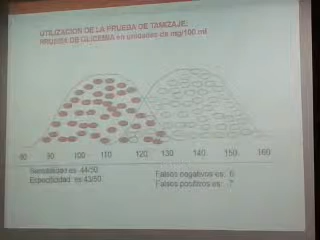 UTILIZACION DE LA PRUEBA DE TAMIZAJE:
PRUEBA DE GLICEMIA en unidades de mg/100 ml
80 90 100 110 120 130 140 150 160
Sensibilidad es 44/50
Especificidad es 43/50
Falsos negativos es: 6
Falsos positivos es: 7